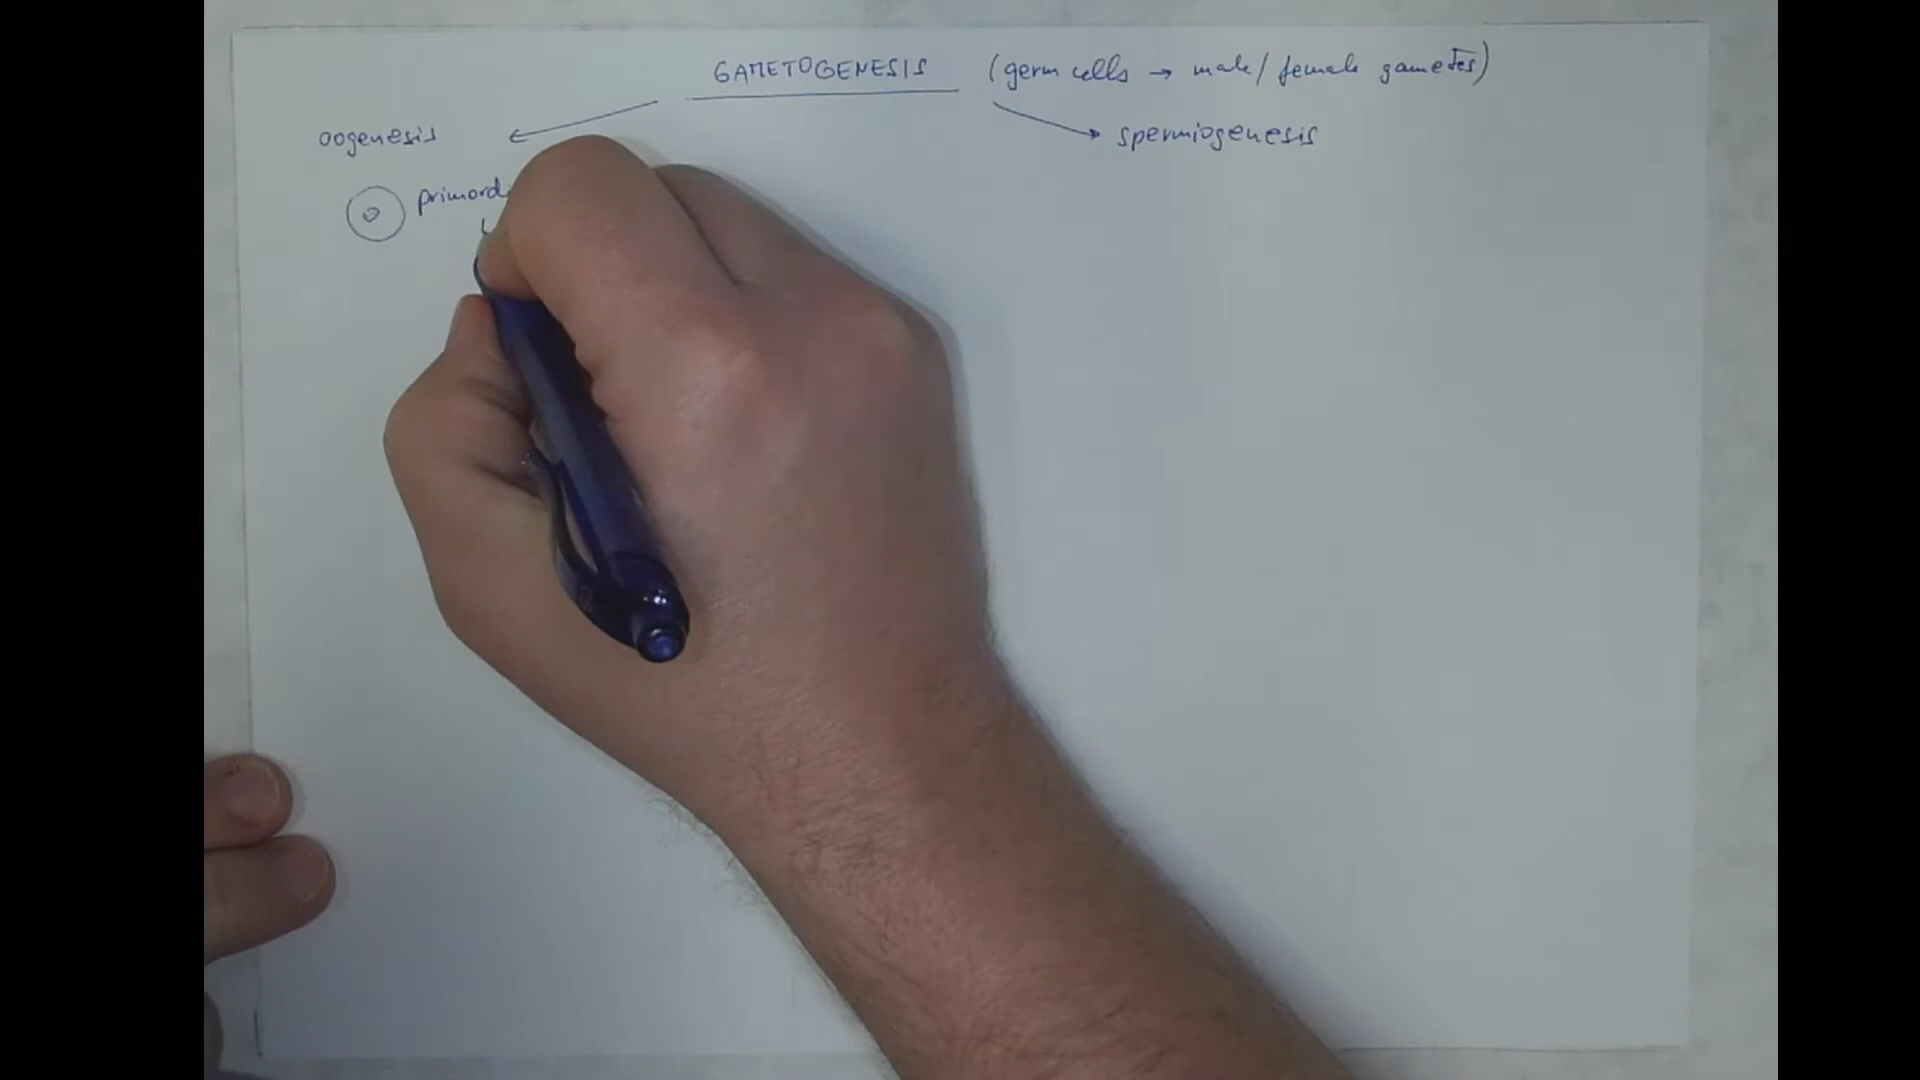 GAMETOGENESIS (germ cells → male/female gametes)
oogenesis
spermiogenesis
primordi